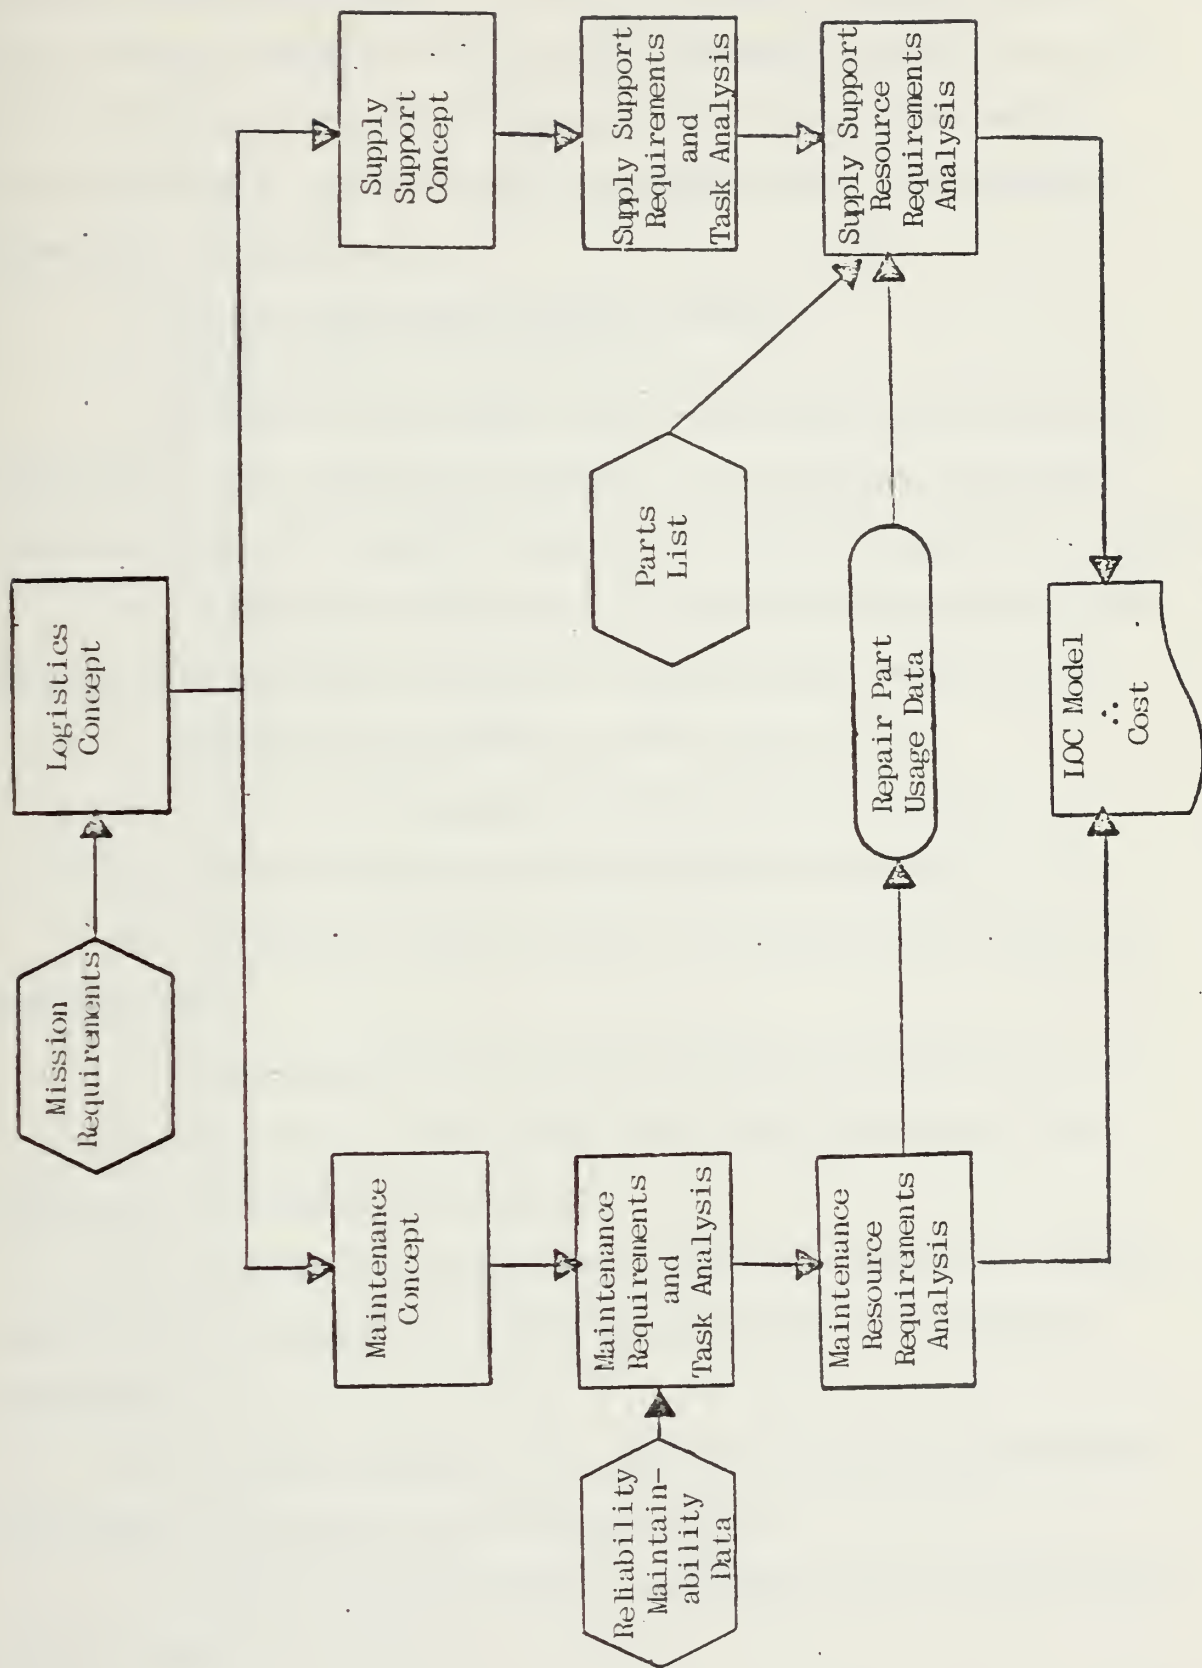 Mission
Requirements
Logistics
Concept
Maintenance
Concept
Supply
Support
Concept
Reliability
Maintain-
ability
Data
Maintenance
Requirements
and
Task Analysis
Parts
List
Supply Support
Requirements
and
Task Analysis
Maintenance
Resource
Requirements
Analysis
Repair Part
Usage Data
Supply Support
Resource
Requirements
Analysis
LOC Model
∴
Cost